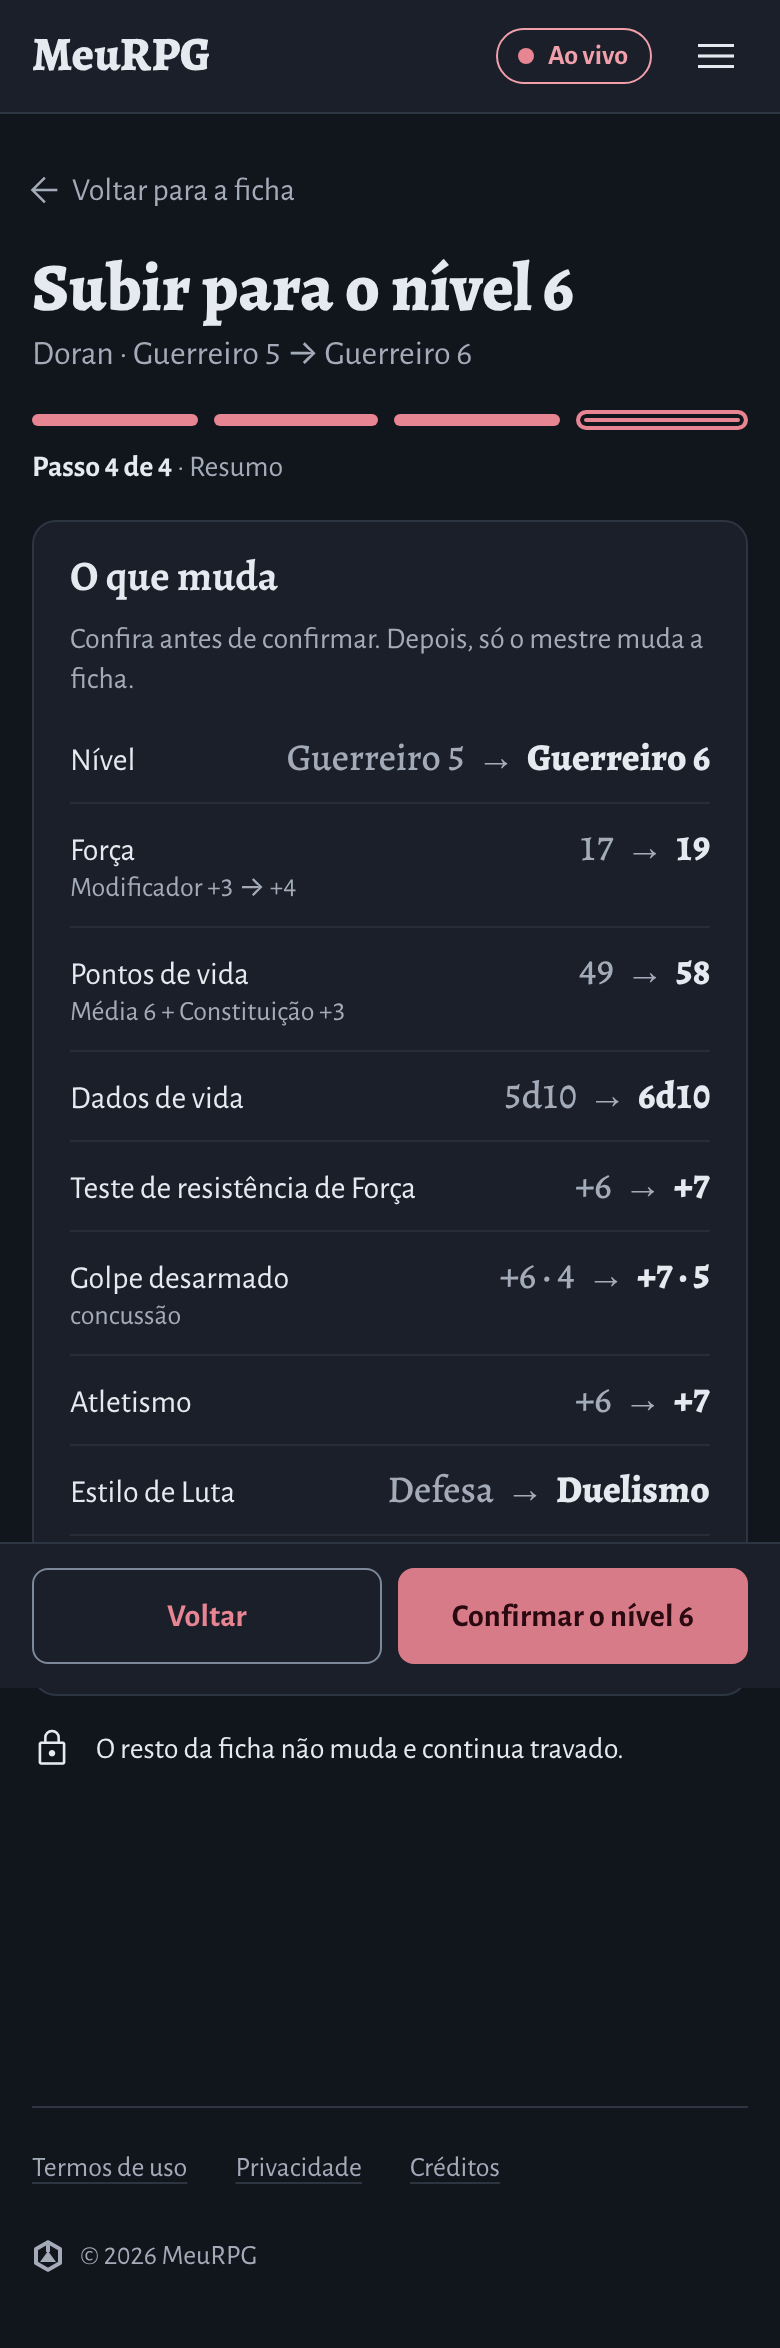 MeuRPG
Ao vivo
Voltar para a ficha
Subir para o nível 6
Doran · Guerreiro 5 → Guerreiro 6
Passo 4 de 4 · Resumo
O que muda
Confira antes de confirmar. Depois, só o mestre muda a
ficha.
Nível Guerreiro 5 → Guerreiro 6
Força 17 → 19
Modificador +3 → +4
Pontos de vida 49 → 58
Média 6 + Constituição +3
Dados de vida 5d10 → 6d10
Teste de resistência de Força +6 → +7
Golpe desarmado +6 · 4 → +7 · 5
concussão
Atletismo +6 → +7
Estilo de Luta Defesa → Duelismo
Voltar
Confirmar o nível 6
O resto da ficha não muda e continua travado.
Termos de uso Privacidade Créditos
© 2026 MeuRPG